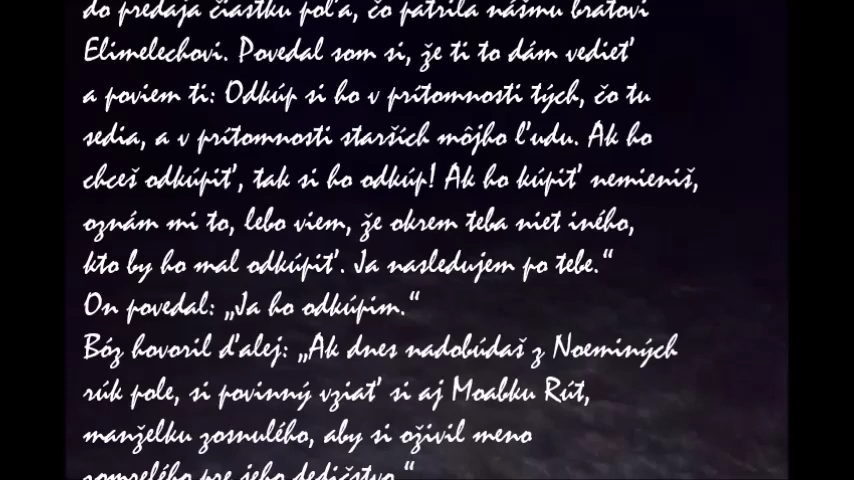 do predaja čiastku poľa, čo patrila nášmu bratovi
Elimelechovi. Povedal som si, že ti to dám vedieť
a poviem ti: Odkúp si ho v prítomnosti tých, čo tu
sedia, a v prítomnosti starších môjho ľudu. Ak ho
chceš odkúpiť, tak si ho odkúp! Ak ho kúpiť nemieniš,
oznám mi to, lebo viem, že okrem teba niet iného,
kto by ho mal odkúpiť. Ja nasledujem po tebe.“
On povedal: „Ja ho odkúpim.“
Bóz hovoril ďalej: „Ak dnes nadobúdaš z Noeminých
rúk pole, si povinný vziať si aj Moabku Rút,
manželku zosnulého, aby si oživil meno
zomrelého pre jeho dedičstvo.“